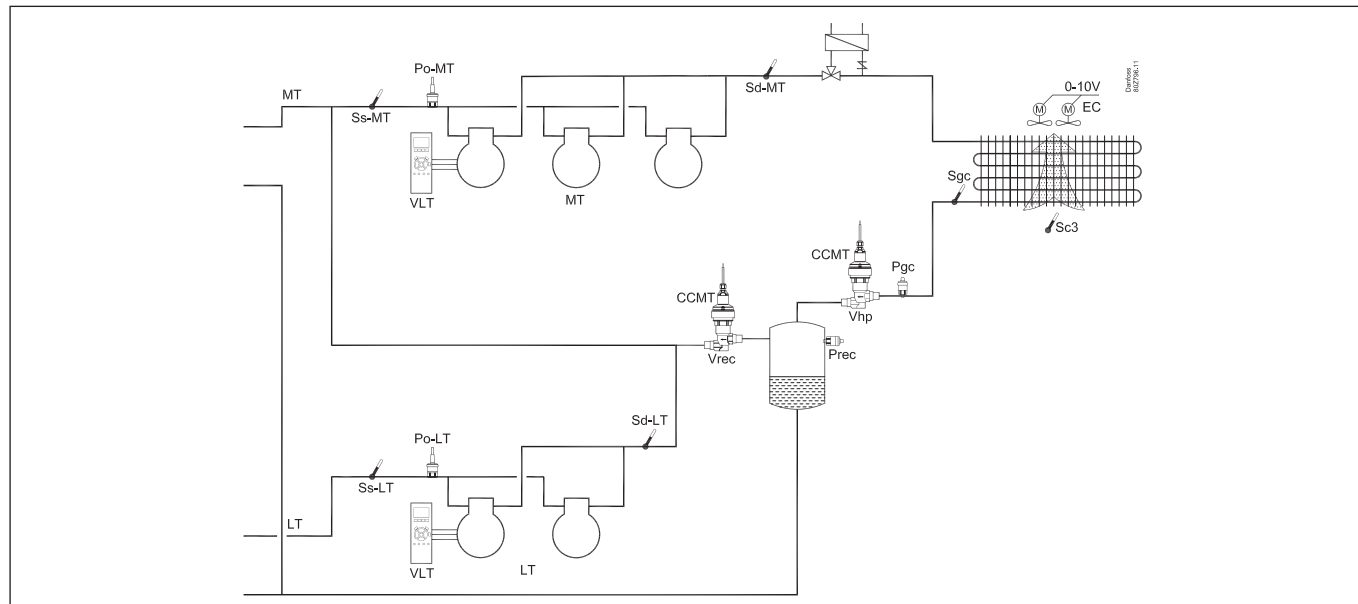 Po-MT
MT
Ss-MT
VLT
MT
Sd-MT
0-10V
M
M
EC
Danfoss
80Z796.11
Sgc
Sc3
CCMT
Pgc
Vhp
CCMT
Vrec
Prec
Sd-LT
Po-LT
Ss-LT
LT
VLT
LT